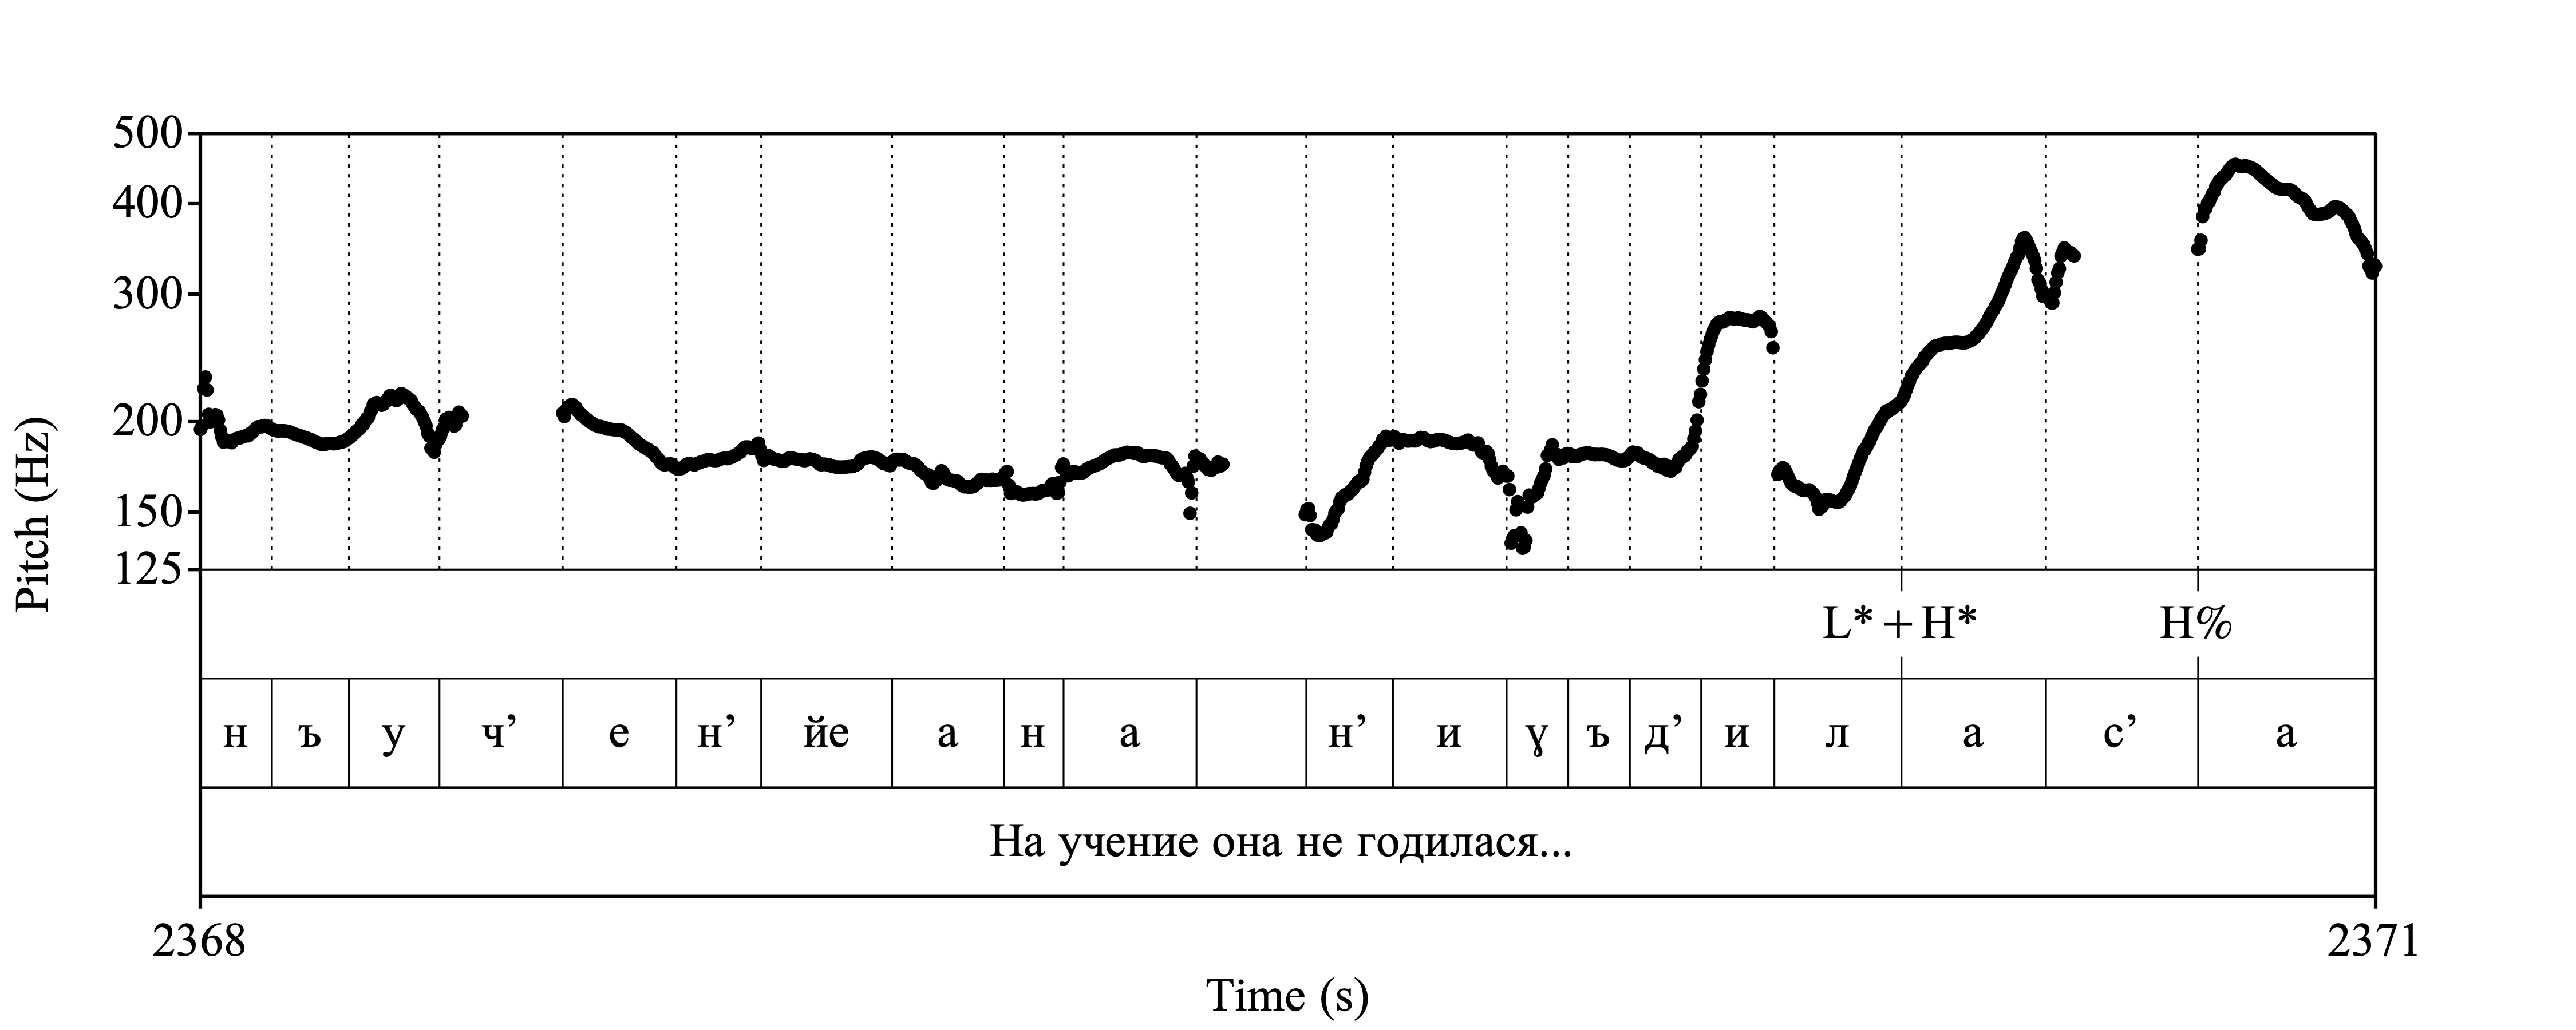 500
400
300
200
150
125
Pitch (Hz)
L* + H* H%
н ъ у ч’ е н’ йе а н а н’ и ɣ ъ д’ и л а с’ а
На учение она не годилася...
2368 2371
Time (s)